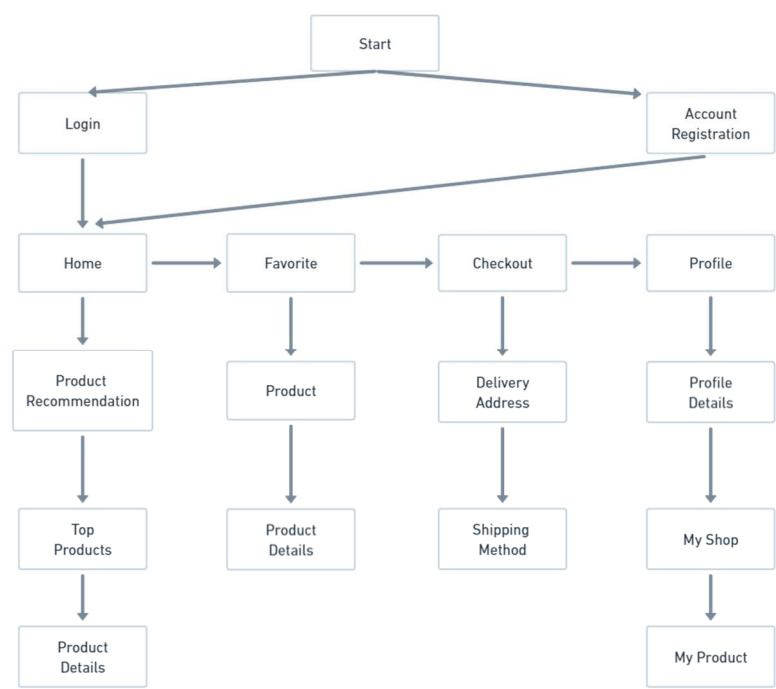 Start
Login
Account
Registration
Home
Favorite
Checkout
Profile
Product
Recommendation
Product
Delivery
Address
Profile
Details
Top
Products
Product
Details
Shipping
Method
My Shop
Product
Details
My Product